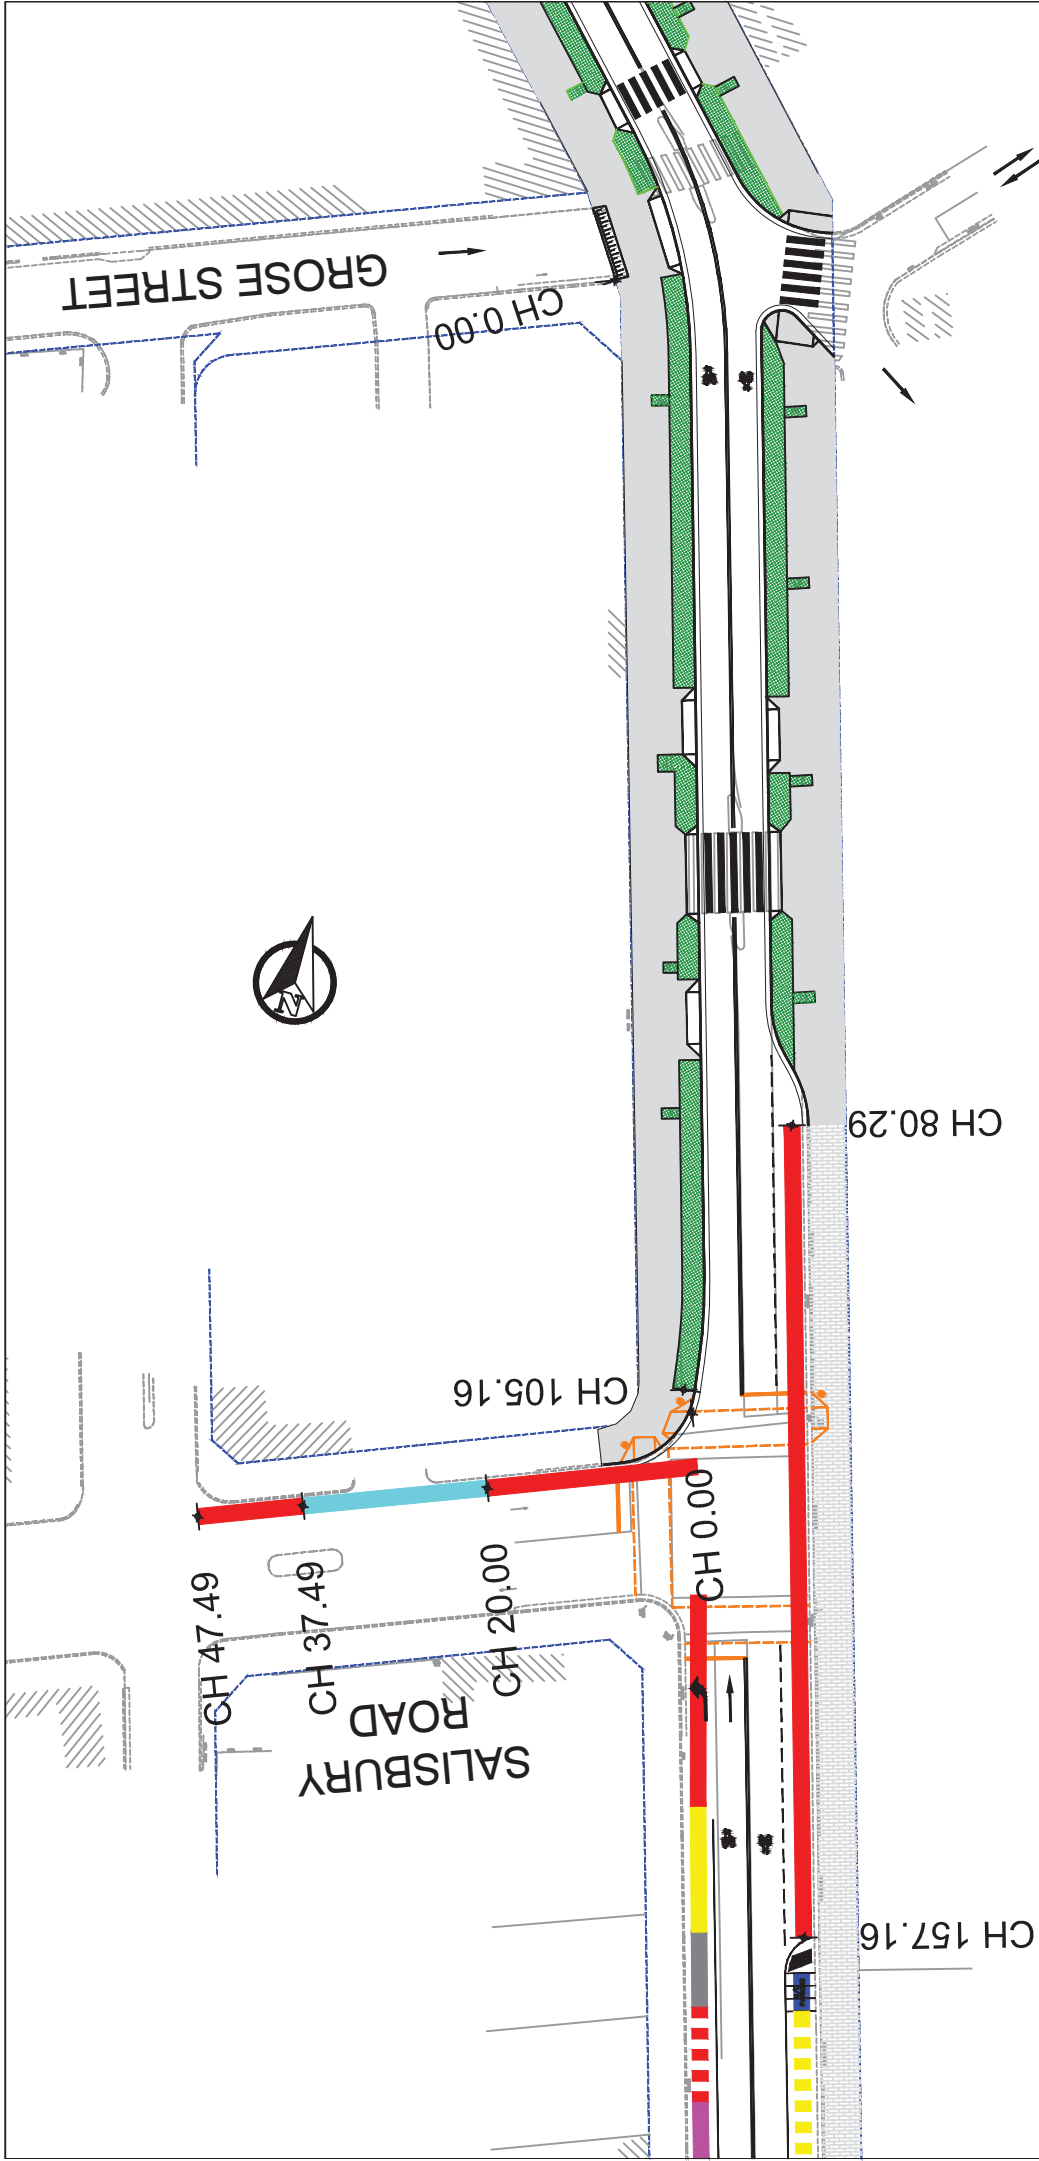 GROSE STREET
CH 0.00
N
CH 80.29
CH 105.16
CH 0.00
CH 20.00
CH 37.49
CH 47.49
SALISBURY
ROAD
CH 157.16